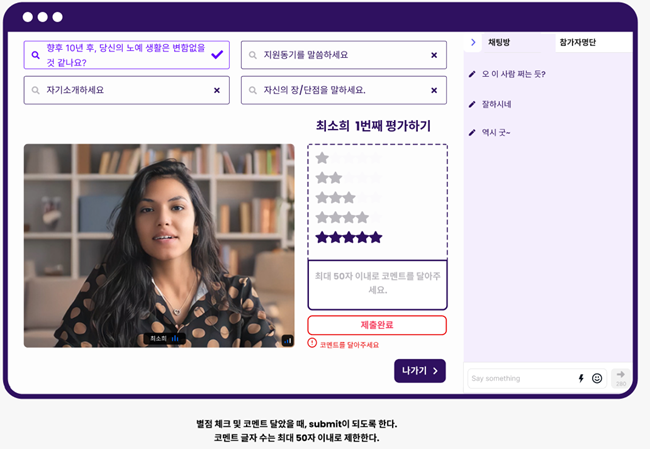 향후 10년 후, 당신의 노예 생활은 변함없을
것 같나요?
지원동기를 말씀하세요
자기소개하세요
자신의 장/단점을 말하세요.
최소희 1번째 평가하기
최대 50자 이내로 코멘트를 달아주
세요.
제출완료
코멘트를 달아주세요
최소희
나가기
채팅방
참가자명단
오 이 사람 쩌는 듯?
잘하시네
역시 굿~
Say something
280
별점 체크 및 코멘트 달았을 때, submit이 되도록 한다.
코멘트 글자 수는 최대 50자 이내로 제한한다.